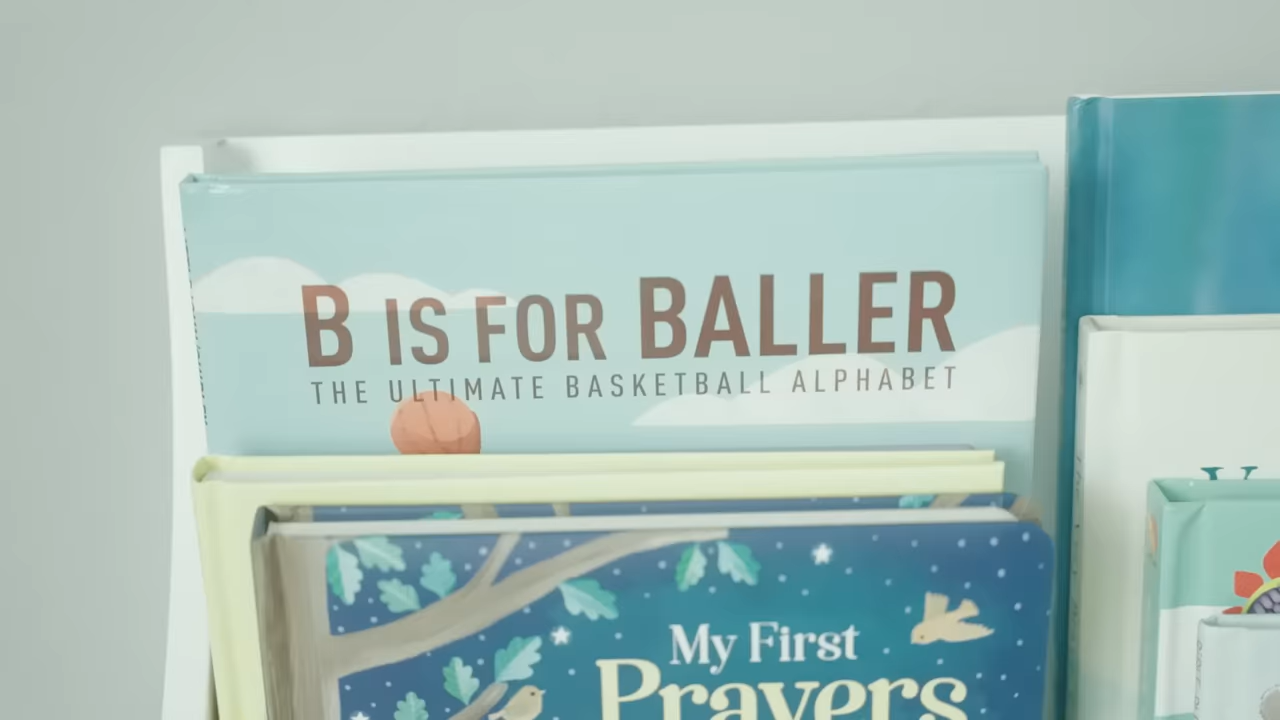 B IS FOR BALLER
THE ULTIMATE BASKETBALL ALPHABET
My First
Prayers